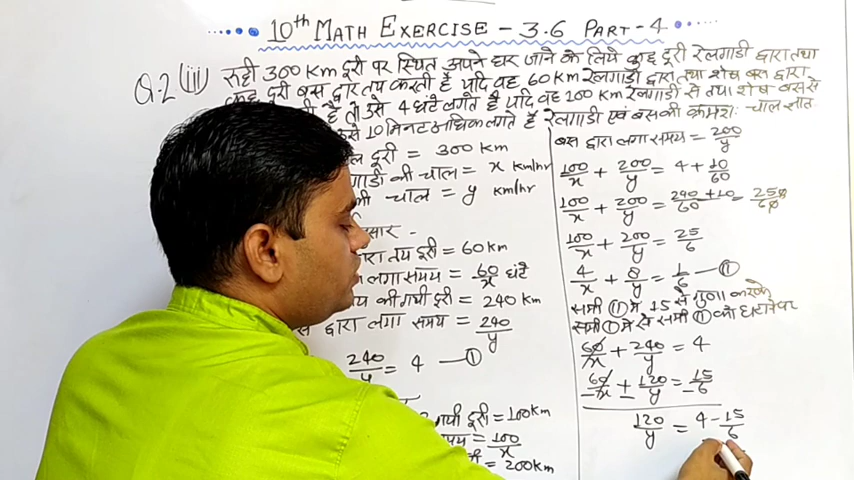 10th MATH EXERCISE - 3.6 PART - 4
Q.2 (iii) रूही 300 Km दूरी पर स्थित अपने घर जाने के लिये कुछ दूरी रेलगाडी द्वारा तथा
कुछ दूरी बस द्वारा तय करती है यदि वह 60 Km रेलगाडी द्वारा तथा शेष बस द्वारा
है तो उसे 4 घंटे लगते है यदि वह 100 Km रेलगाडी से तथा शेष बस से
उसे 10 मिनट अधिक लगते है रेलगाडी एवं बस की क्रमश: चाल ज्ञात
दूरी = 300 Km
की चाल = x km/hr
चाल = y km/hr
सार -
द्वारा तय दूरी = 60 Km
लगा समय = 60/x घंटे
की गयी दूरी = 240 Km
द्वारा लगा समय = 240/y
240/y = 4 — ①
गयी दूरी = 100 Km
समय = 100/x
= 200 Km
बस द्वारा लगा समय = 200/y
100/x + 200/y = 4 + 10/60
100/x + 200/y = 240+10/60 = 250/60
100/x + 200/y = 25/6
4/x + 8/y = 1/6 — ⑪
समी ⑪ मे 15 से गुणा करके
समी ① मे से समी ⑪ को घटाने पर
60/x + 240/y = 4
- 60/x + - 120/y = - 15/6
120/y = 4 - 15/6